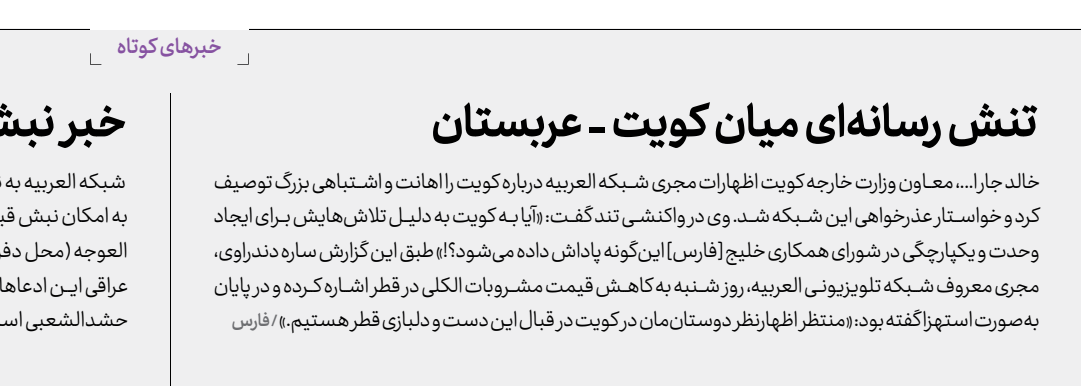 خبرهای کوتاه
تنش رسانه‌ای میان کویت - عربستان
خالد جارا...، معاون وزارت خارجه کویت اظهارات مجری شبکه العربیه درباره کویت را اهانت و اشتباهی بزرگ توصیف
کرد و خواستار عذرخواهی این شبکه شد. وی در واکنشی تند گفت: «آیا به کویت به دلیل تلاش‌هایش برای ایجاد
وحدت و یکپارچگی در شورای همکاری خلیج [فارس] این‌گونه پاداش داده می‌شود؟!» طبق این گزارش ساره دندراوی،
مجری معروف شبکه تلویزیونی العربیه، روز شنبه به کاهش قیمت مشروبات الکلی در قطر اشاره کرده و در پایان
به‌صورت استهزا گفته بود: «منتظر اظهارنظر دوستان‌مان در کویت در قبال این دست و دلبازی قطر هستیم.»/ فارس
خبر نبش
شبکه العربیه به
به امکان نبش
العوجه (محل
عراقی این ادعاها
حشدالشعبی